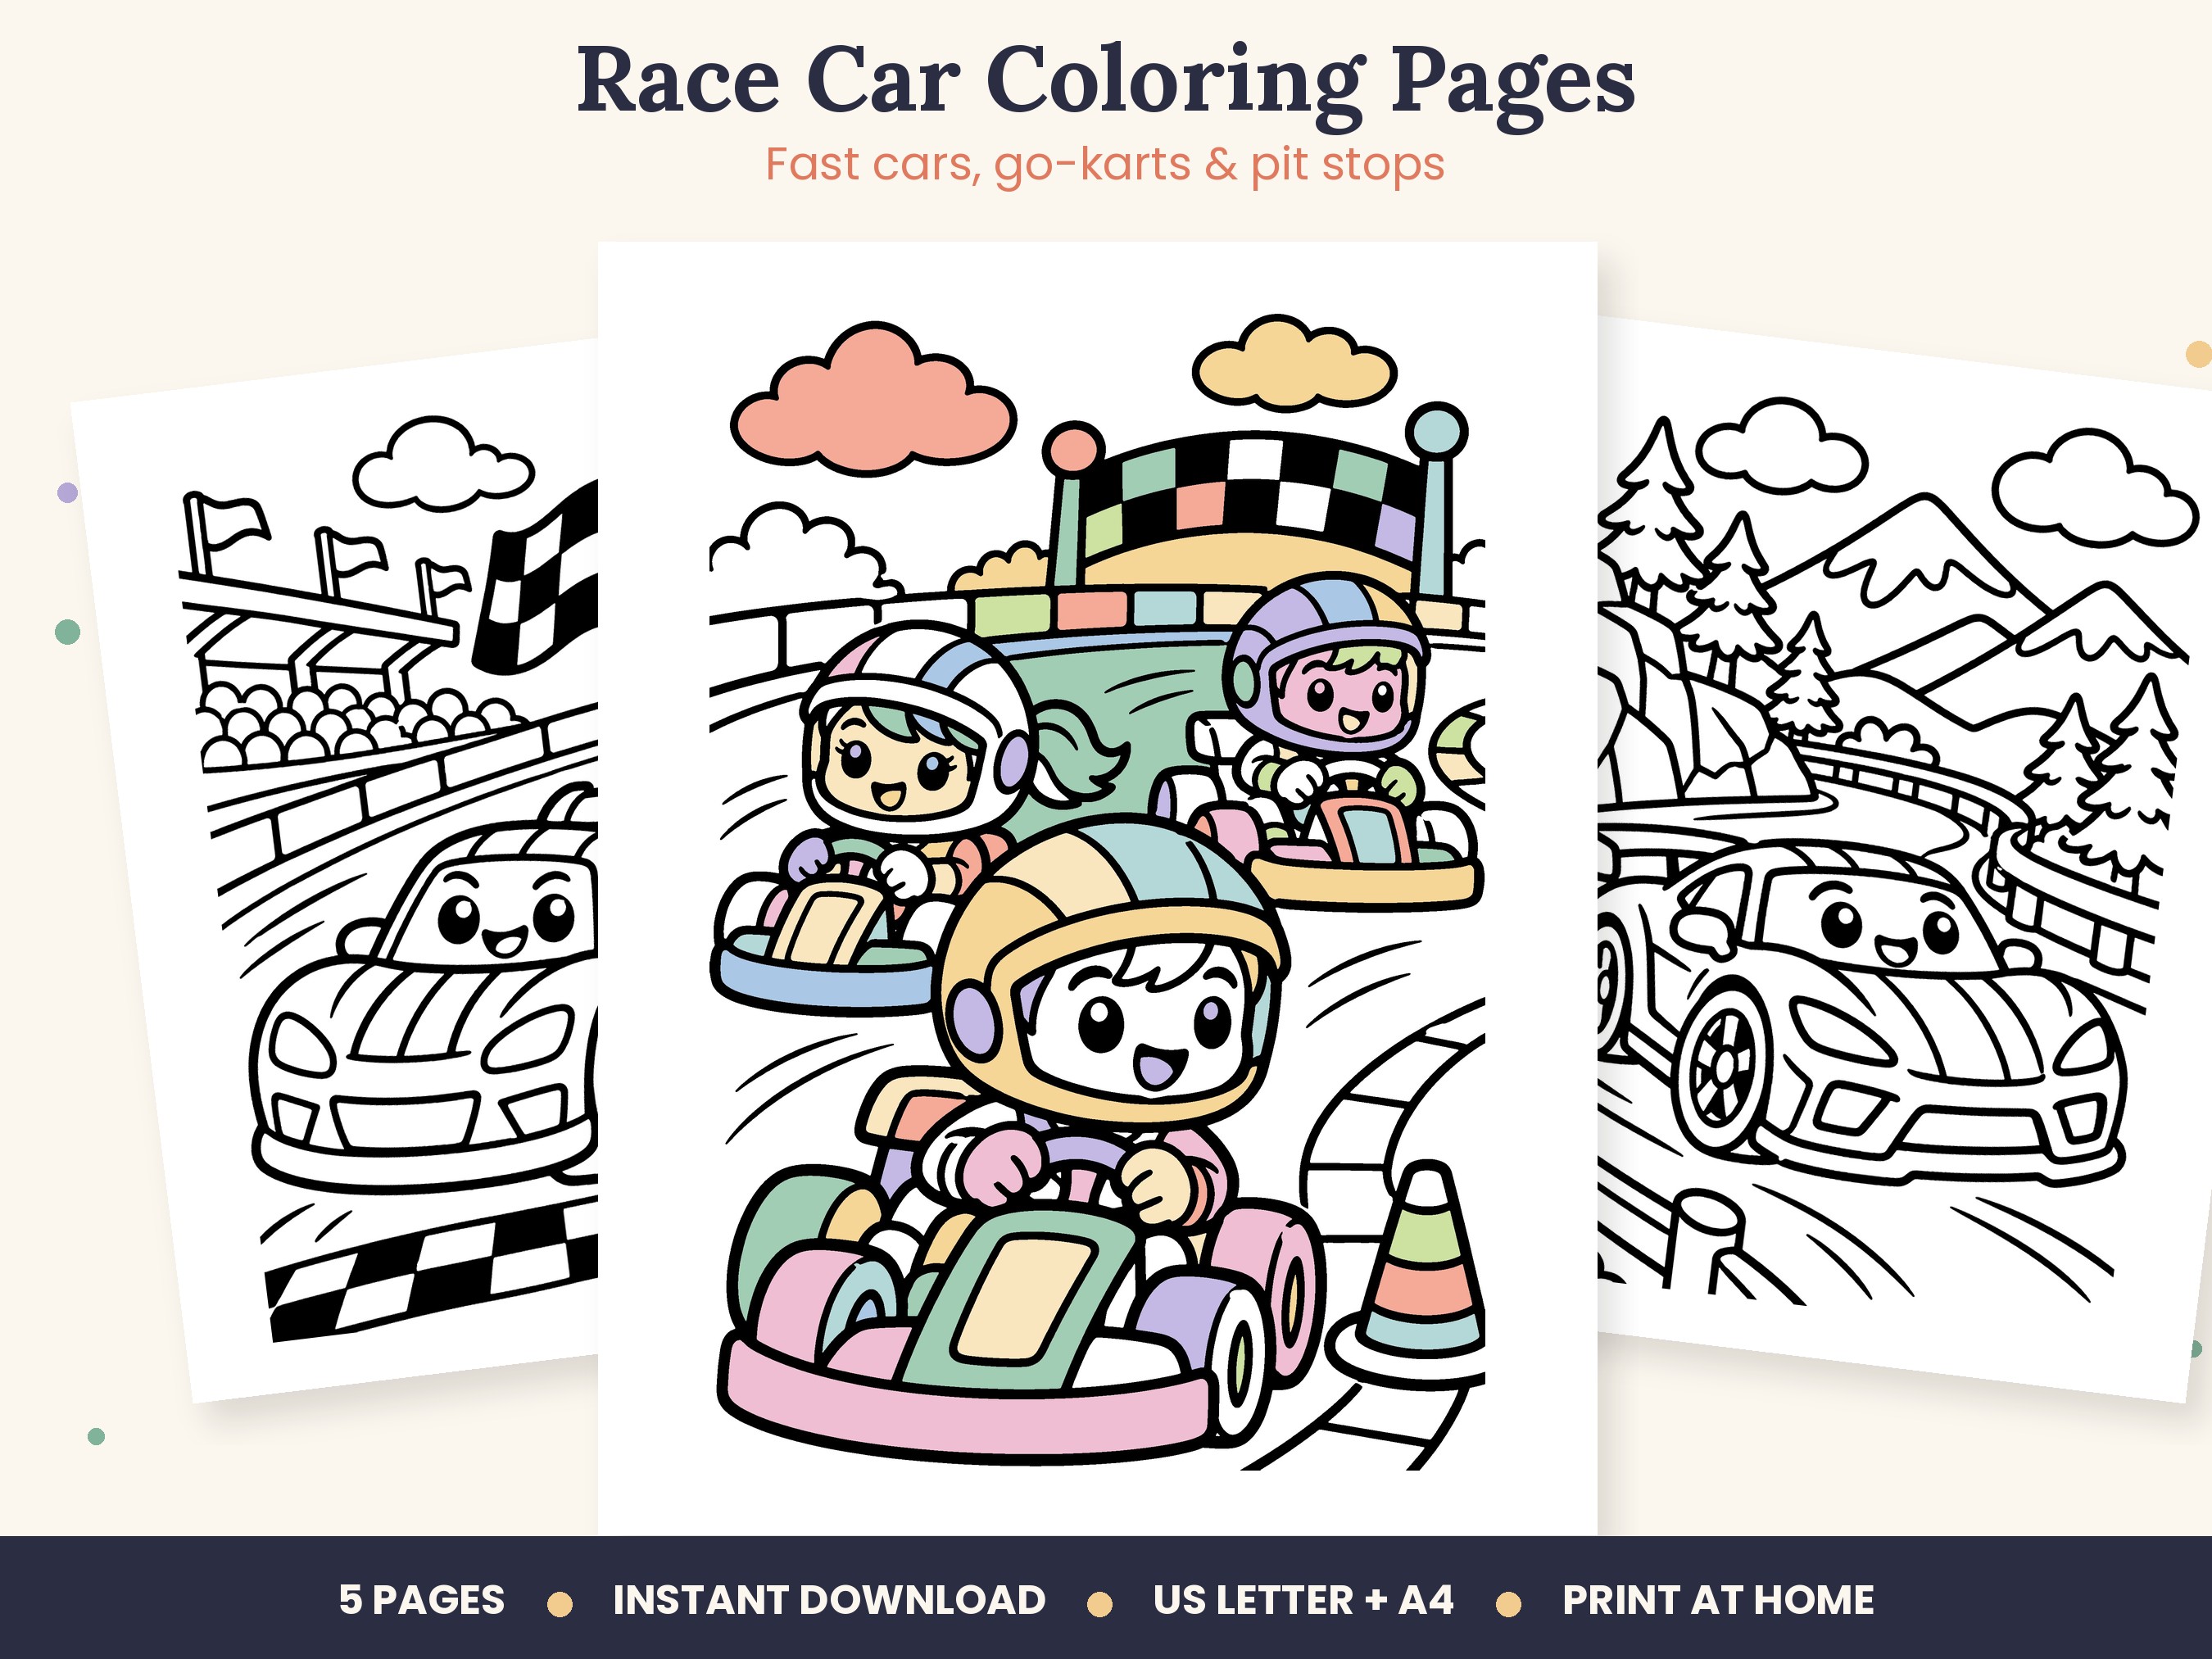 Race Car Coloring Pages
Fast cars, go-karts & pit stops
5 PAGES ● INSTANT DOWNLOAD ● US LETTER + A4 ● PRINT AT HOME